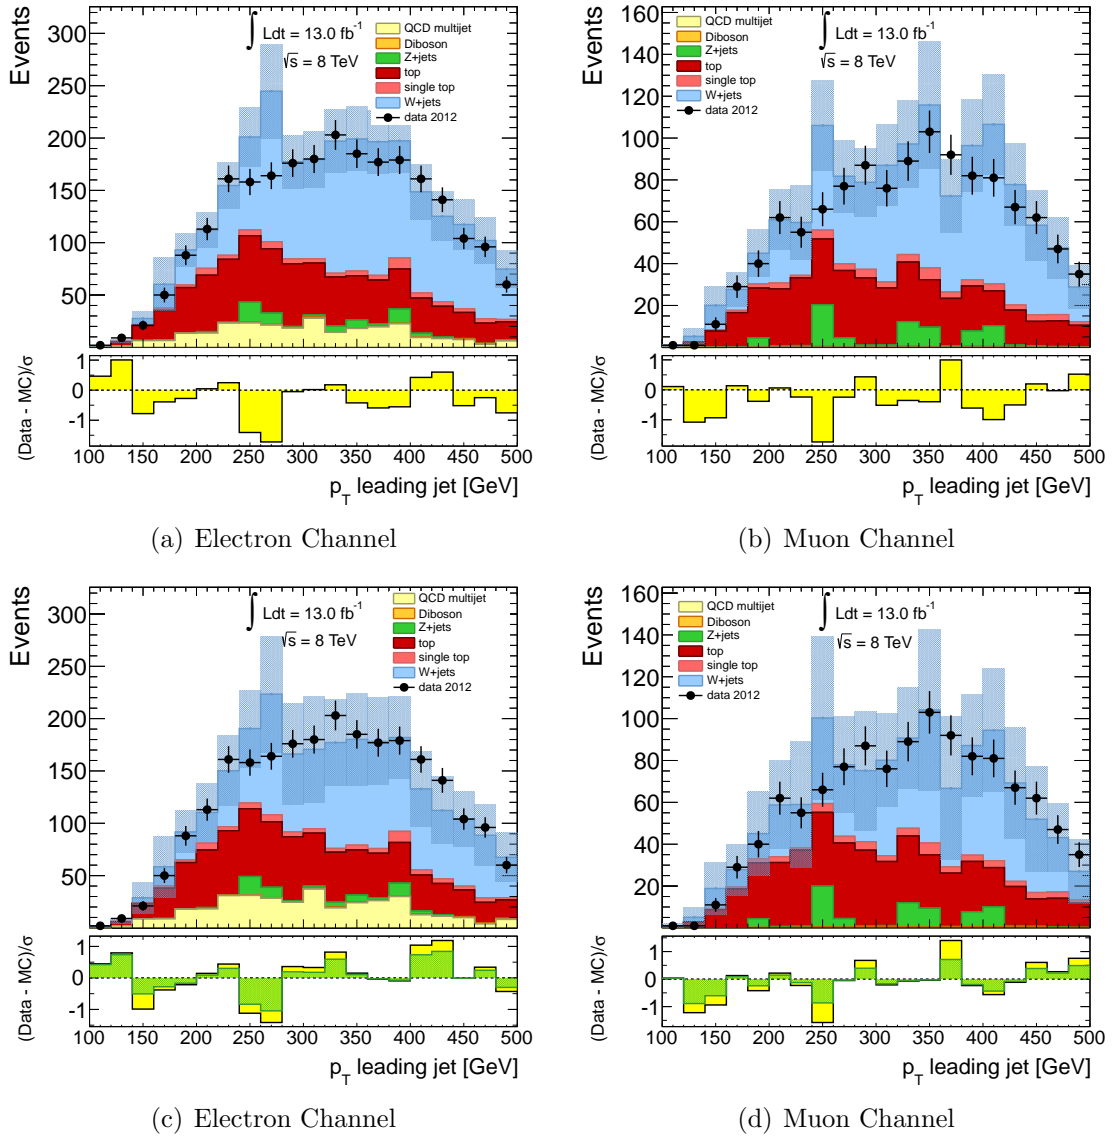 Events
300
250
200
150
100
50
∫ Ldt = 13.0 fb⁻¹
√s = 8 TeV
QCD multijet
Diboson
Z+jets
top
single top
W+jets
data 2012
(Data - MC)/σ
1
0
-1
100 150 200 250 300 350 400 450 500
p_T leading jet [GeV]
(a) Electron Channel
Events
160
140
120
100
80
60
40
20
QCD multijet
Diboson
Z+jets
top
single top
W+jets
data 2012
∫ Ldt = 13.0 fb⁻¹
√s = 8 TeV
(Data - MC)/σ
1
0
-1
100 150 200 250 300 350 400 450 500
p_T leading jet [GeV]
(b) Muon Channel
Events
300
250
200
150
100
50
∫ Ldt = 13.0 fb⁻¹
√s = 8 TeV
QCD multijet
Diboson
Z+jets
top
single top
W+jets
data 2012
(Data - MC)/σ
1
0
-1
100 150 200 250 300 350 400 450 500
p_T leading jet [GeV]
(c) Electron Channel
Events
160
140
120
100
80
60
40
20
QCD multijet
Diboson
Z+jets
top
single top
W+jets
data 2012
∫ Ldt = 13.0 fb⁻¹
√s = 8 TeV
(Data - MC)/σ
1
0
-1
100 150 200 250 300 350 400 450 500
p_T leading jet [GeV]
(d) Muon Channel